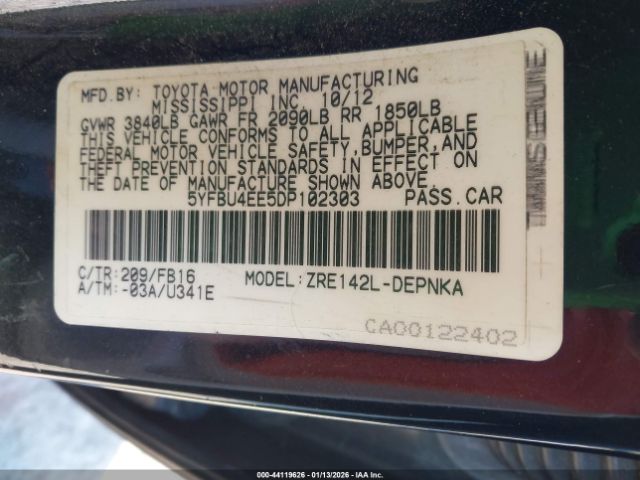 MFD.BY: TOYOTA MOTOR MANUFACTURING
MISSISSIPPI INC. 10/12
GVWR 3840LB GAWR FR 2090LB RR 1850LB
THIS VEHICLE CONFORMS TO ALL APPLICABLE
FEDERAL MOTOR VEHICLE SAFETY,BUMPER,AND
THEFT PREVENTION STANDARDS IN EFFECT ON
THE DATE OF MANUFACTURE SHOWN ABOVE.
5YFBU4EE5DP102303 PASS.CAR
C/TR:209/FB16
A/TM:-03A/U341E
MODEL:ZRE142L-DEPNKA
CA00122402
000-44119626 - 01/13/2026 - IAA Inc.